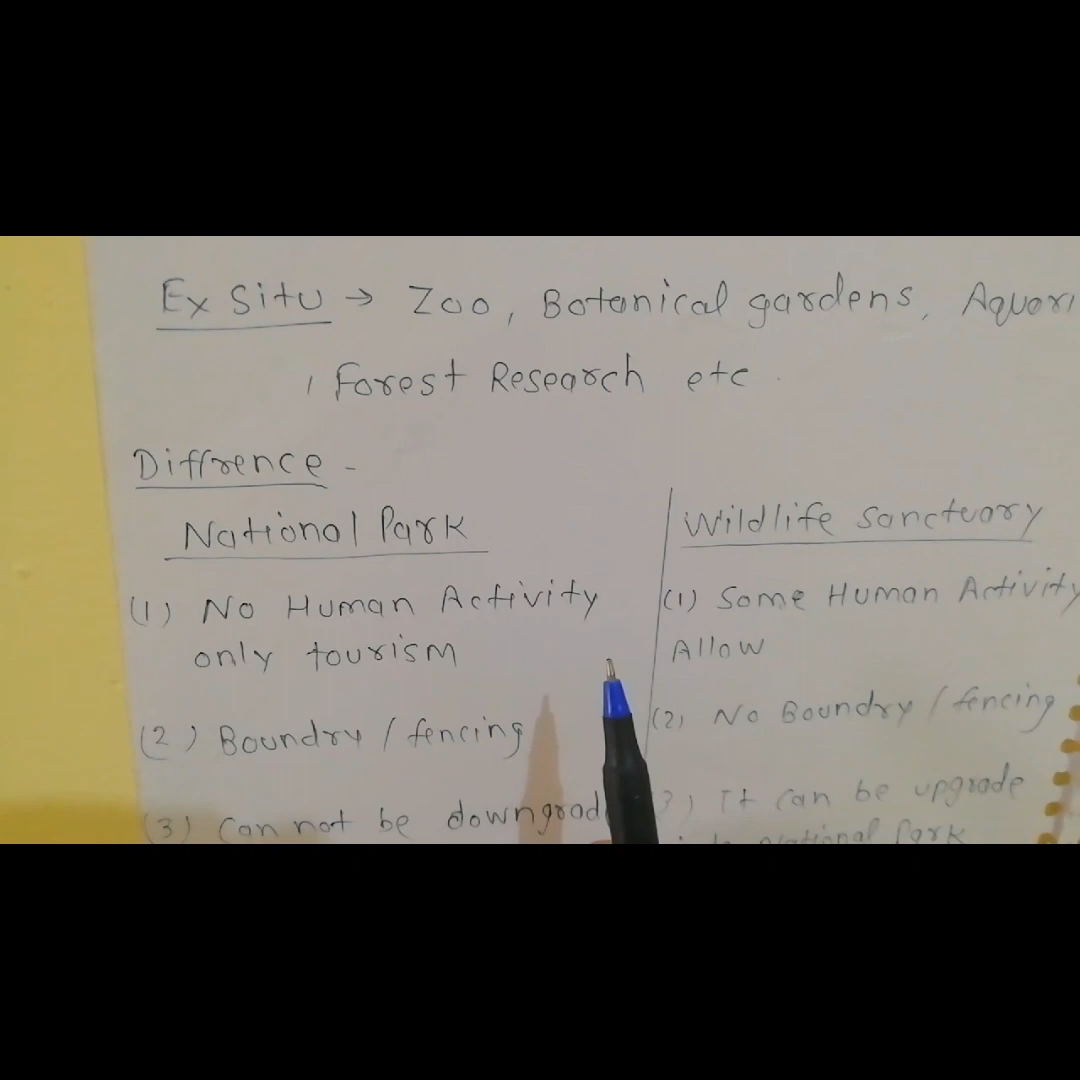 Ex Situ → Zoo, Botanical gardens, Aquari
, Forest Research etc.
Diffrence -
National Park
(1) No Human Activity
only tourism
(2) Boundry / fencing
(3) Can not be downgrad
Wildlife Sanctuary
(1) Some Human Activity
Allow
(2) No Boundry / fencing
3) It can be upgrade
National Park